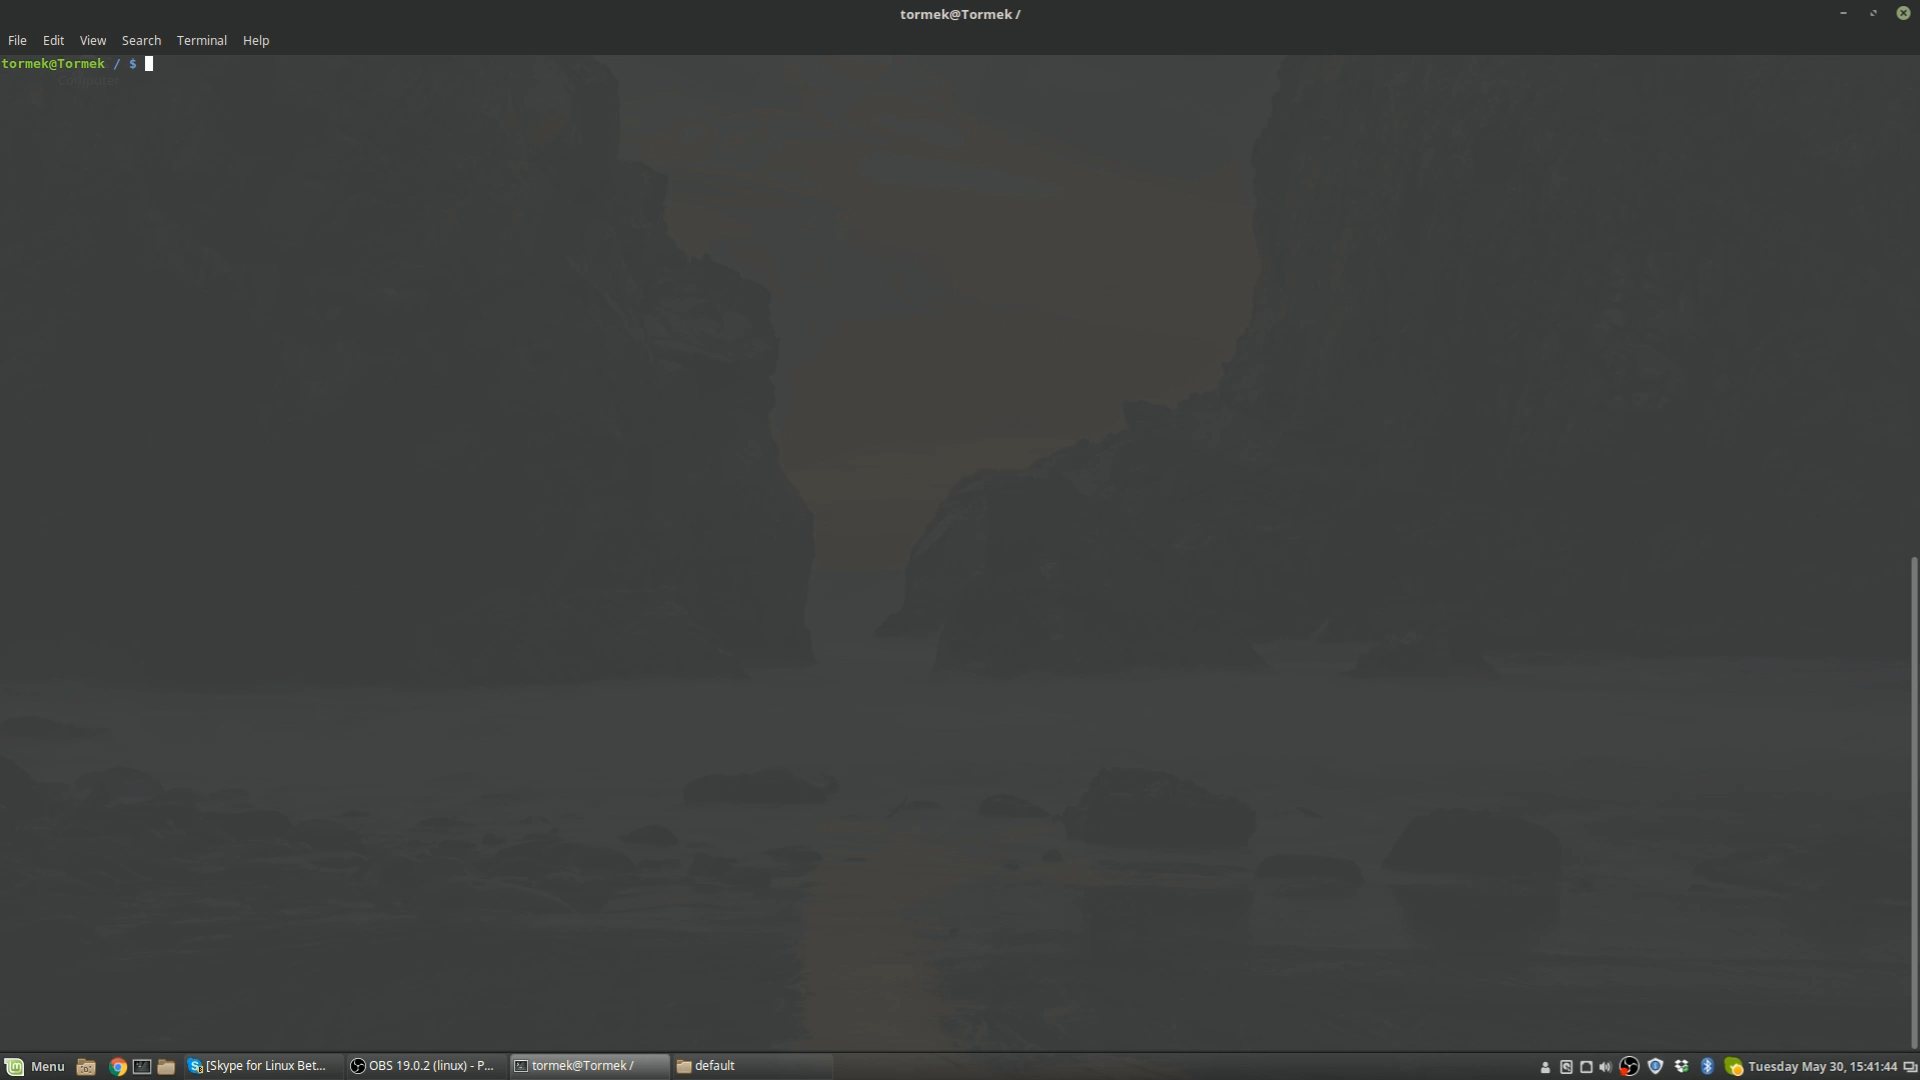 tormek@Tormek /
File Edit View Search Terminal Help
tormek@Tormek / $
Computer
Menu [Skype for Linux Bet... OBS 19.0.2 (linux) - P... tormek@Tormek / default Tuesday May 30, 15:41:44